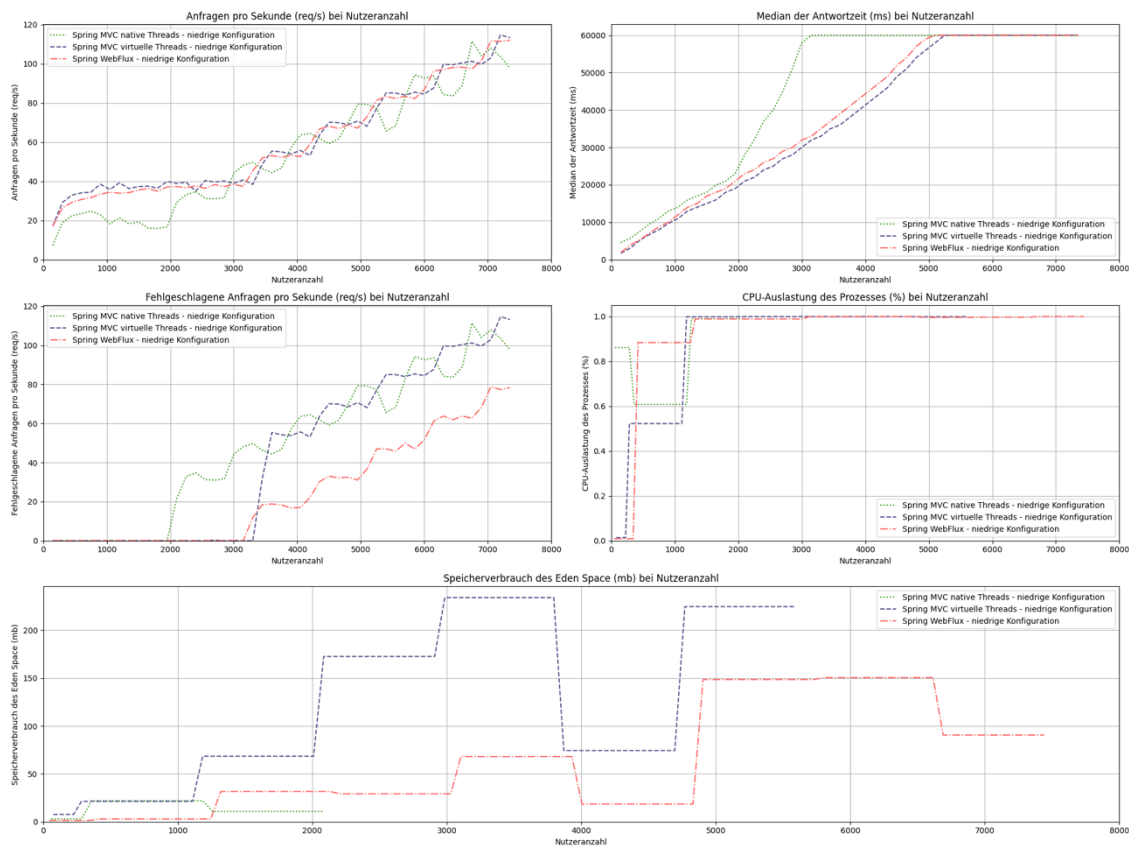 Anfragen pro Sekunde (req/s) bei Nutzeranzahl
Spring MVC native Threads - niedrige Konfiguration
Spring MVC virtuelle Threads - niedrige Konfiguration
Spring WebFlux - niedrige Konfiguration
Anfragen pro Sekunde (req/s)
120
100
80
60
40
20
0
0 1000 2000 3000 4000 5000 6000 7000 8000
Nutzeranzahl
Median der Antwortzeit (ms) bei Nutzeranzahl
Median der Antwortzeit (ms)
60000
50000
40000
30000
20000
10000
0
Spring MVC native Threads - niedrige Konfiguration
Spring MVC virtuelle Threads - niedrige Konfiguration
Spring WebFlux - niedrige Konfiguration
0 1000 2000 3000 4000 5000 6000 7000 8000
Nutzeranzahl
Fehlgeschlagene Anfragen pro Sekunde (req/s) bei Nutzeranzahl
Spring MVC native Threads - niedrige Konfiguration
Spring MVC virtuelle Threads - niedrige Konfiguration
Spring WebFlux - niedrige Konfiguration
Fehlgeschlagene Anfragen pro Sekunde (req/s)
120
100
80
60
40
20
0
0 1000 2000 3000 4000 5000 6000 7000 8000
Nutzeranzahl
CPU-Auslastung des Prozesses (%) bei Nutzeranzahl
CPU-Auslastung des Prozesses (%)
1.0
0.8
0.6
0.4
0.2
0.0
Spring MVC native Threads - niedrige Konfiguration
Spring MVC virtuelle Threads - niedrige Konfiguration
Spring WebFlux - niedrige Konfiguration
0 1000 2000 3000 4000 5000 6000 7000 8000
Nutzeranzahl
Speicherverbrauch des Eden Space (mb) bei Nutzeranzahl
Spring MVC native Threads - niedrige Konfiguration
Spring MVC virtuelle Threads - niedrige Konfiguration
Spring WebFlux - niedrige Konfiguration
Speicherverbrauch des Eden Space (mb)
200
150
100
50
0
0 1000 2000 3000 4000 5000 6000 7000 8000
Nutzeranzahl